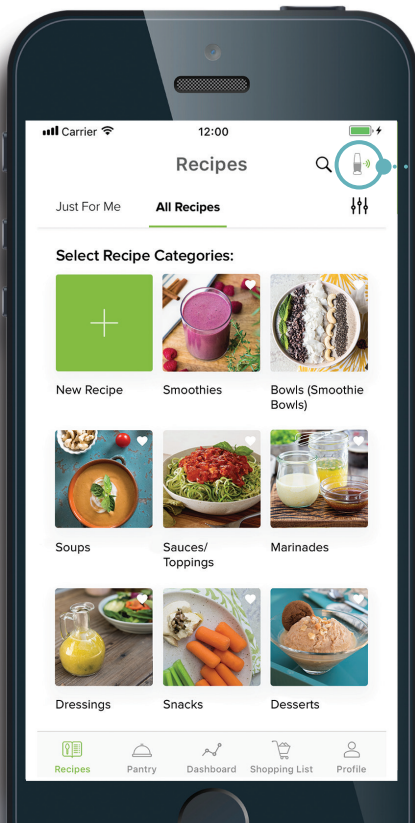 Carrier 12:00
Recipes
Just For Me All Recipes
Select Recipe Categories:
New Recipe Smoothies Bowls (Smoothie
Bowls)
Soups Sauces/ Marinades
Toppings
Dressings Snacks Desserts
Recipes Pantry Dashboard Shopping List Profile